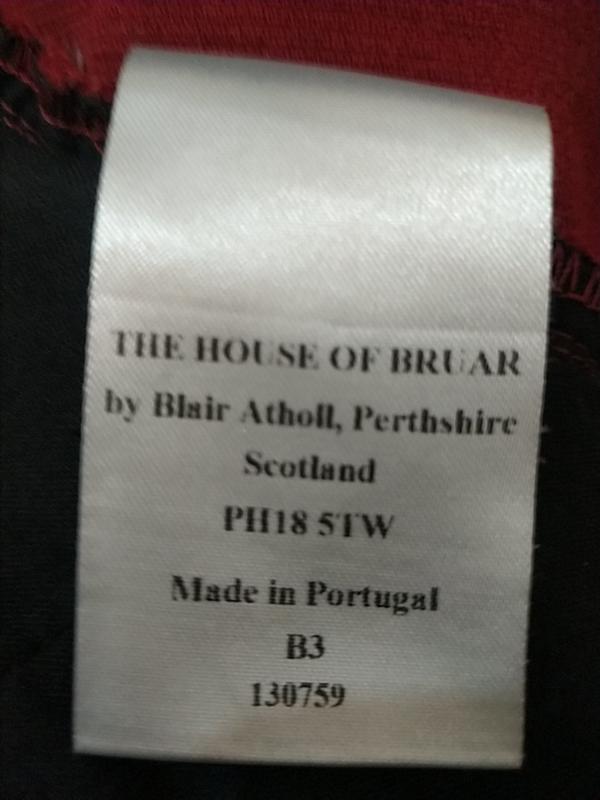 THE HOUSE OF BRUAR
by Blair Atholl, Perthshire
Scotland
PH18 5TW
Made in Portugal
B3
130759